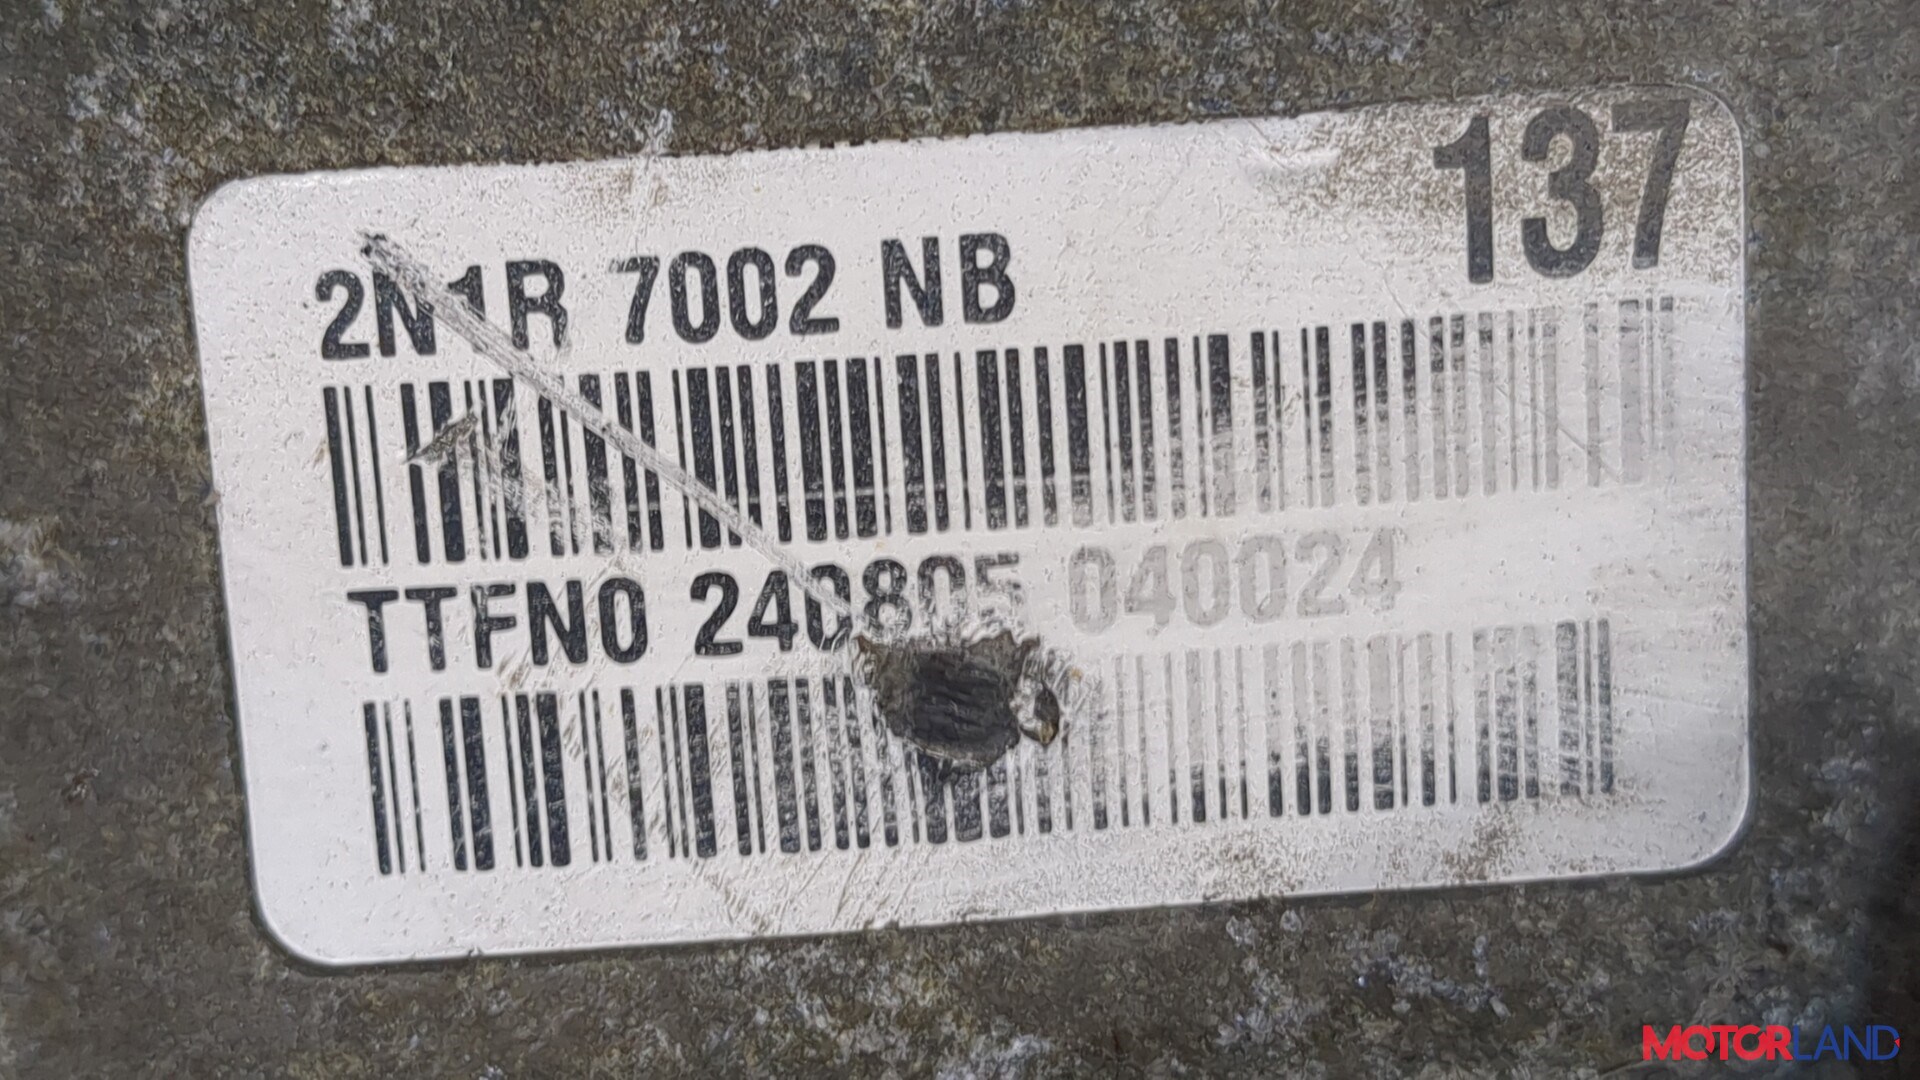 137
2N1R 7002 NB
TTFN0 240805 040024
MOTORLAND